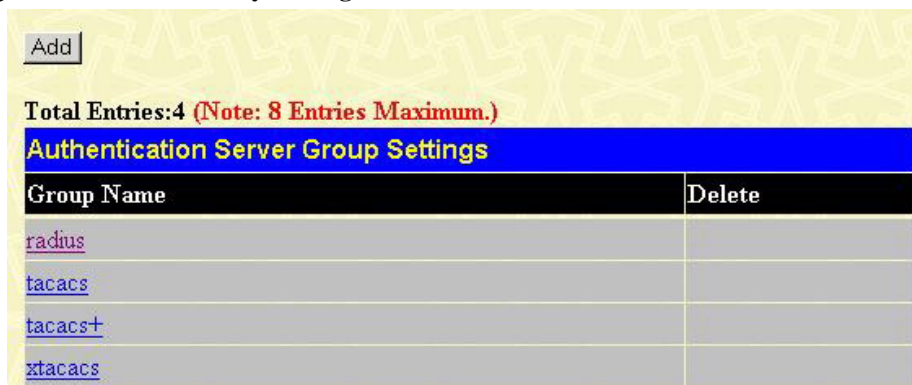 Add
Total Entries:4 (Note: 8 Entries Maximum.)
Authentication Server Group Settings
Group Name Delete
radius
tacacs
tacacs+
xtacacs